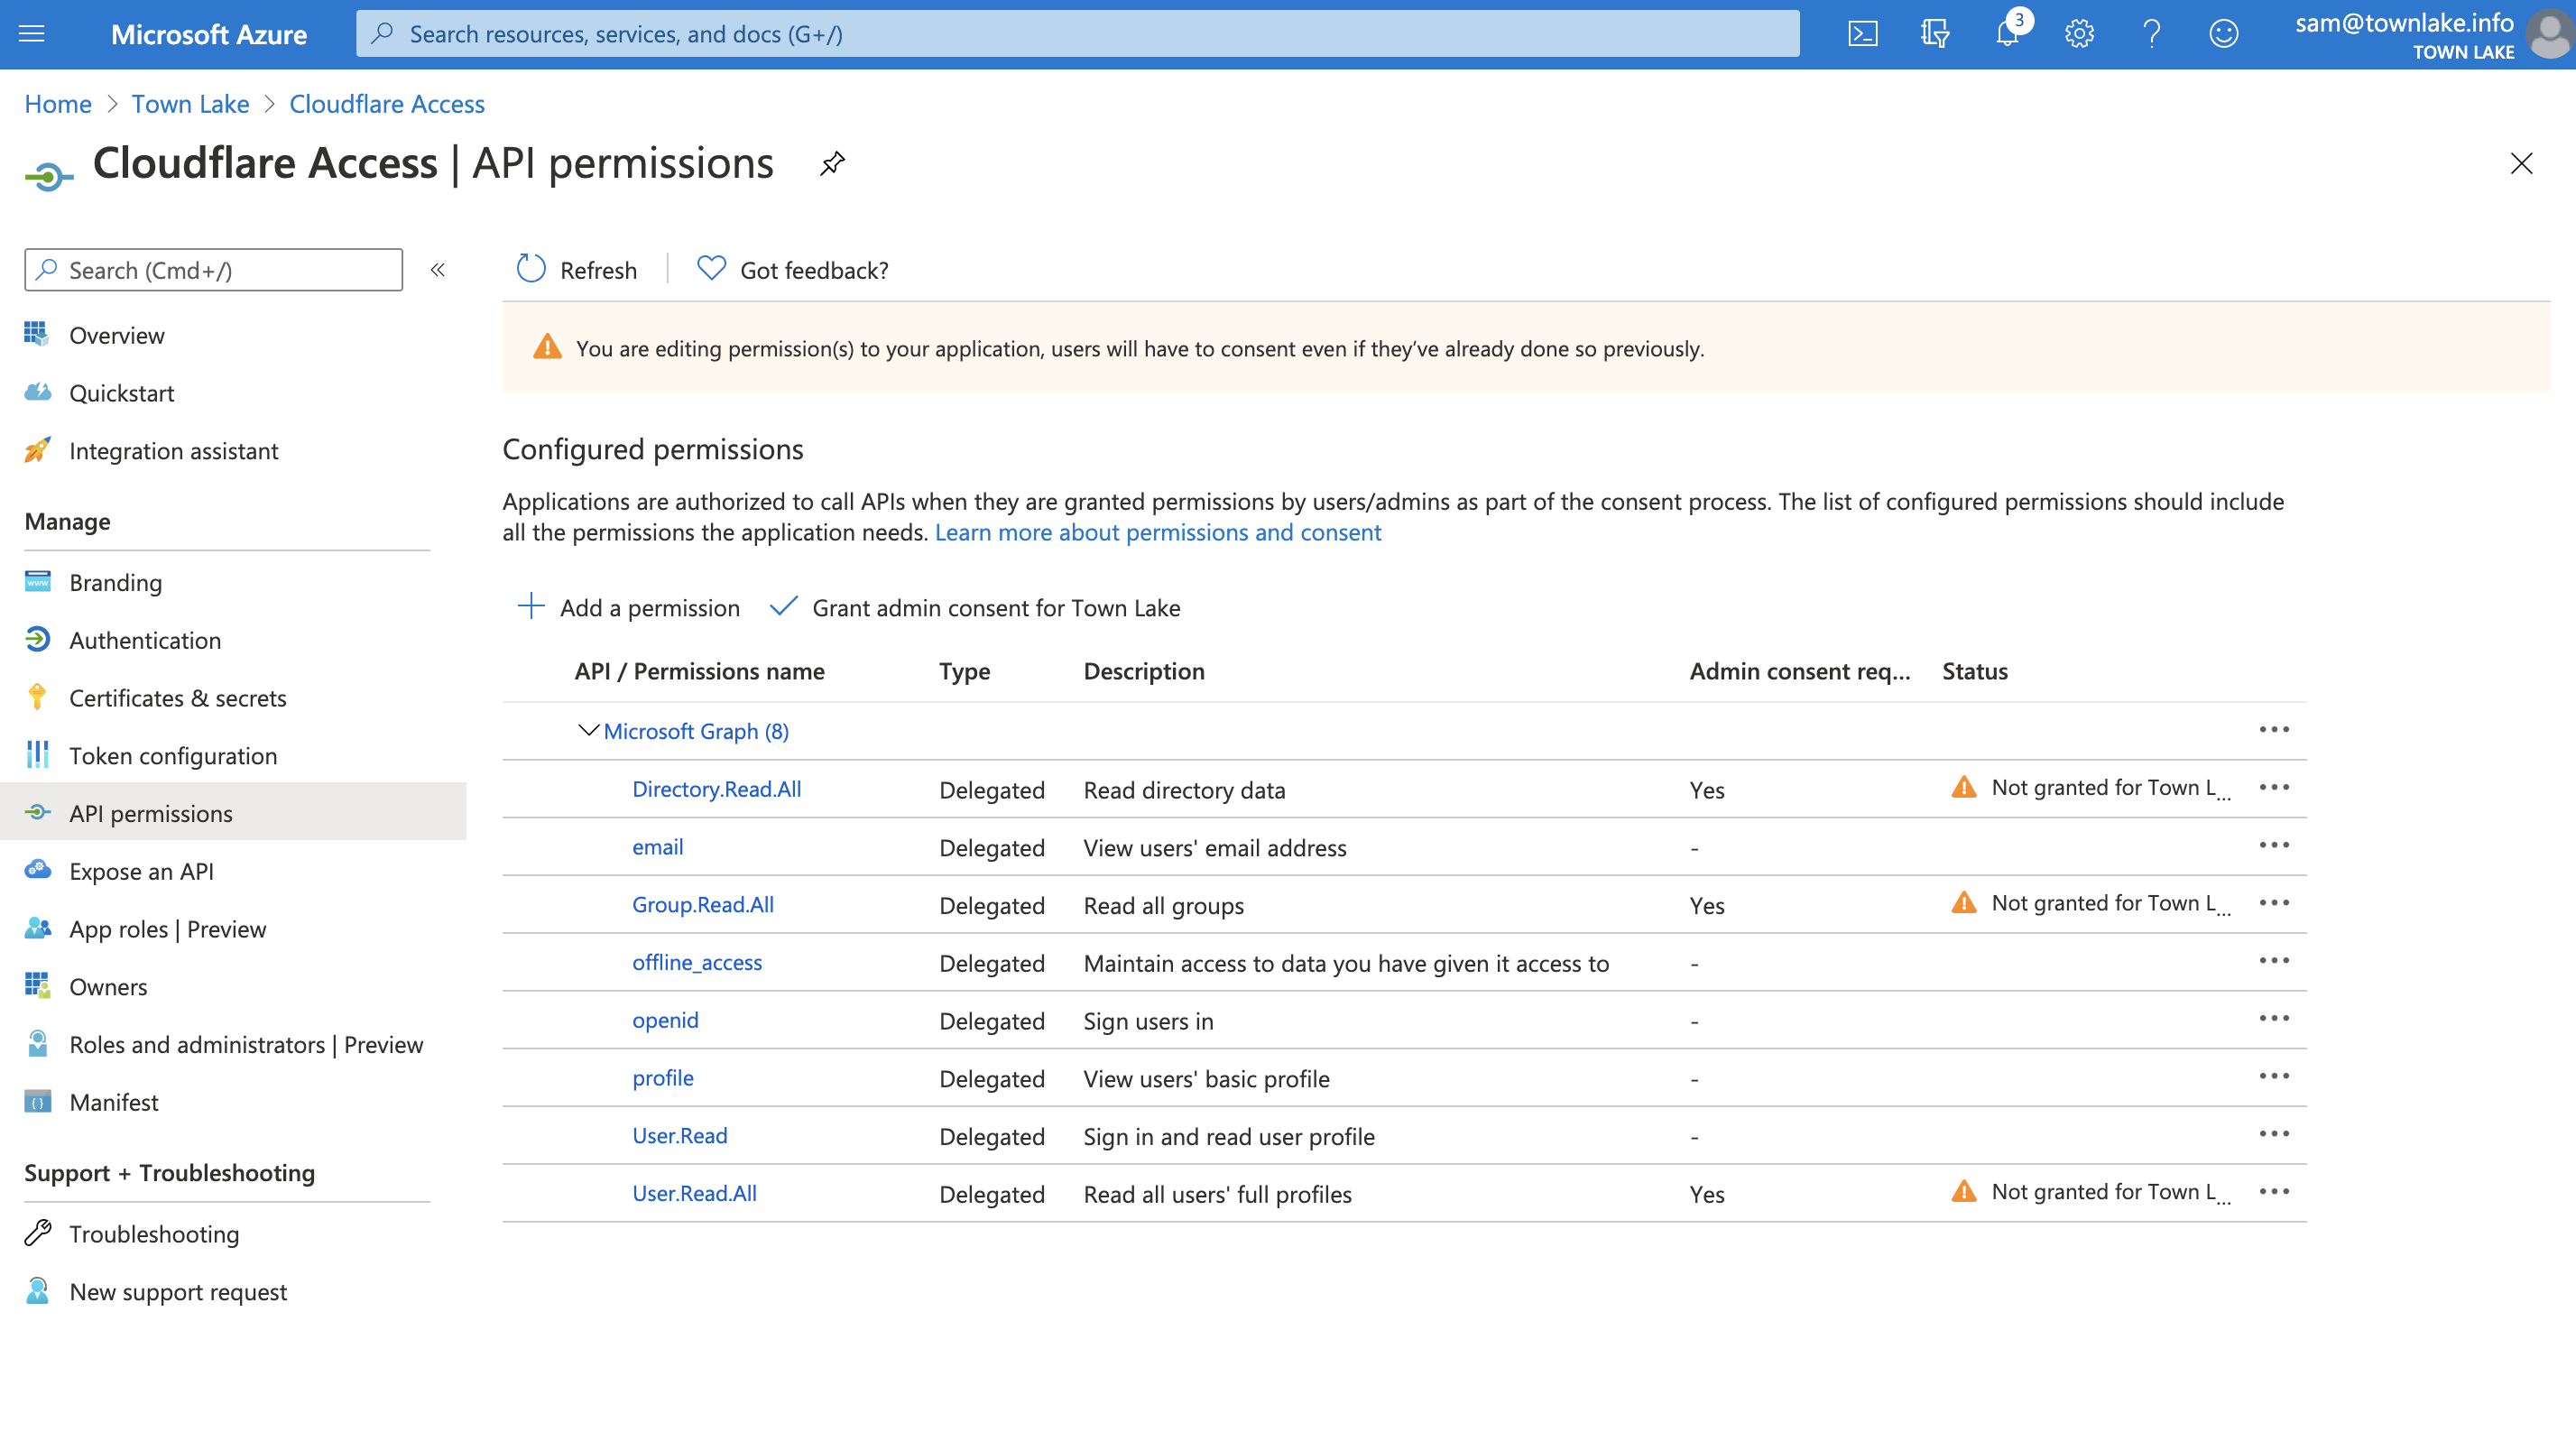 Microsoft Azure
Search resources, services, and docs (G+/)
3
sam@townlake.info
TOWN LAKE
Home > Town Lake > Cloudflare Access
Cloudflare Access | API permissions
Search (Cmd+/)
«
Refresh
Got feedback?
Overview
Quickstart
Integration assistant
Manage
Branding
Authentication
Certificates & secrets
Token configuration
API permissions
Expose an API
App roles | Preview
Owners
Roles and administrators | Preview
Manifest
Support + Troubleshooting
Troubleshooting
New support request
You are editing permission(s) to your application, users will have to consent even if they’ve already done so previously.
Configured permissions
Applications are authorized to call APIs when they are granted permissions by users/admins as part of the consent process. The list of configured permissions should include
all the permissions the application needs. Learn more about permissions and consent
Add a permission
Grant admin consent for Town Lake
API / Permissions name Type Description Admin consent req... Status
Microsoft Graph (8)
Directory.Read.All Delegated Read directory data Yes Not granted for Town L...
email Delegated View users' email address -
Group.Read.All Delegated Read all groups Yes Not granted for Town L...
offline_access Delegated Maintain access to data you have given it access to -
openid Delegated Sign users in -
profile Delegated View users' basic profile -
User.Read Delegated Sign in and read user profile -
User.Read.All Delegated Read all users' full profiles Yes Not granted for Town L...